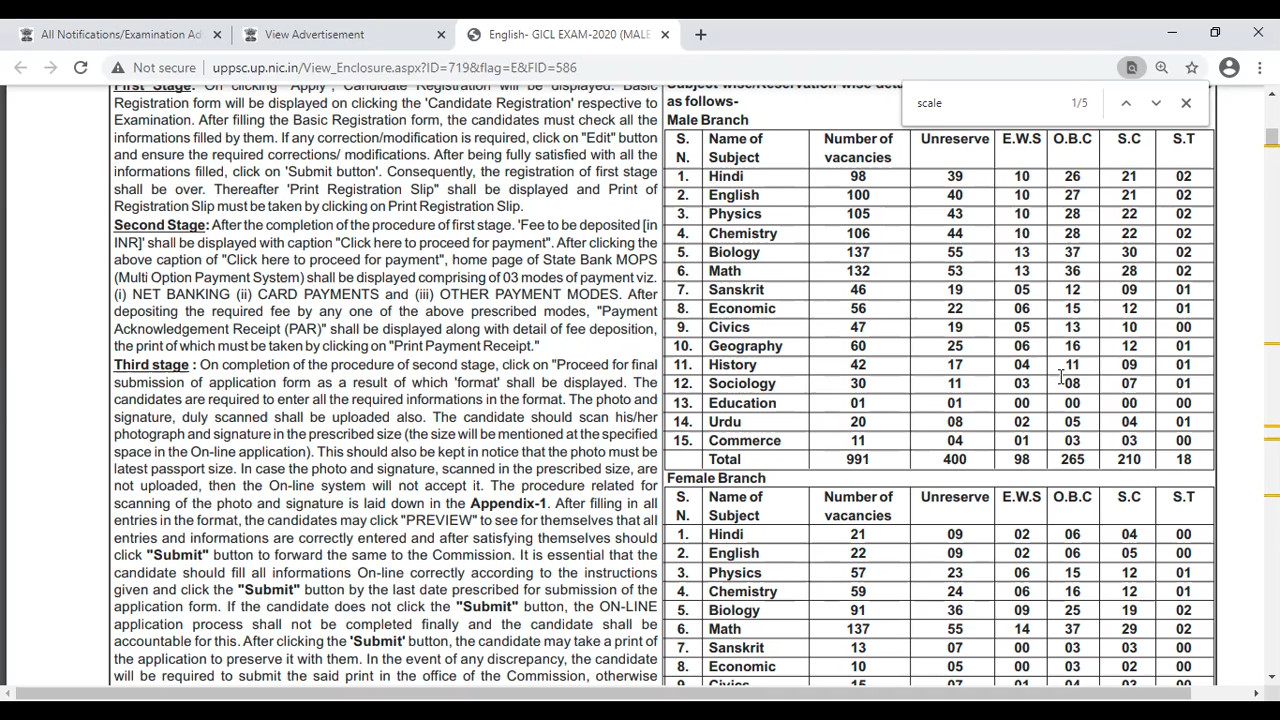 All Notifications/Examination Ad
View Advertisement
English- GICL EXAM-2020 (MALE
Not secure
uppsc.up.nic.in/View_Enclosure.aspx?ID=719&flag=E&FID=586
scale
1/5
First Stage: On clicking "Apply", Candidate Registration will be displayed. Basic
Registration form will be displayed on clicking the 'Candidate Registration' respective to
Examination. After filling the Basic Registration form, the candidates must check all the
informations filled by them. If any correction/modification is required, click on "Edit" button
and ensure the required corrections/ modifications. After being fully satisfied with all the
informations filled, click on 'Submit button'. Consequently, the registration of first stage
shall be over. Thereafter 'Print Registration Slip" shall be displayed and Print of
Registration Slip must be taken by clicking on Print Registration Slip.
Second Stage: After the completion of the procedure of first stage. 'Fee to be deposited [in
INR]' shall be displayed with caption "Click here to proceed for payment". After clicking the
above caption of "Click here to proceed for payment", home page of State Bank MOPS
(Multi Option Payment System) shall be displayed comprising of 03 modes of payment viz.
(i) NET BANKING (ii) CARD PAYMENTS and (iii) OTHER PAYMENT MODES. After
depositing the required fee by any one of the above prescribed modes, "Payment
Acknowledgement Receipt (PAR)" shall be displayed along with detail of fee deposition,
the print of which must be taken by clicking on "Print Payment Receipt."
Third stage : On completion of the procedure of second stage, click on "Proceed for final
submission of application form as a result of which 'format' shall be displayed. The
candidates are required to enter all the required informations in the format. The photo and
signature, duly scanned shall be uploaded also. The candidate should scan his/her
photograph and signature in the prescribed size (the size will be mentioned at the specified
space in the On-line application). This should also be kept in notice that the photo must be
latest passport size. In case the photo and signature, scanned in the prescribed size, are
not uploaded, then the On-line system will not accept it. The procedure related for
scanning of the photo and signature is laid down in the Appendix-1. After filling in all
entries in the format, the candidates may click "PREVIEW" to see for themselves that all
entries and informations are correctly entered and after satisfying themselves should
click "Submit" button to forward the same to the Commission. It is essential that the
candidate should fill all informations On-line correctly according to the instructions
given and click the "Submit" button by the last date prescribed for submission of the
application form. If the candidate does not click the "Submit" button, the ON-LINE
application process shall not be completed finally and the candidate shall be
accountable for this. After clicking the 'Submit' button, the candidate may take a print of
the application to preserve it with them. In the event of any discrepancy, the candidate
will be required to submit the said print in the office of the Commission, otherwise
Subject wise/Reservation wise
as follows-
Male Branch
S. N. Name of Subject Number of vacancies Unreserve E.W.S O.B.C S.C S.T
1. Hindi 98 39 10 26 21 02
2. English 100 40 10 27 21 02
3. Physics 105 43 10 28 22 02
4. Chemistry 106 44 10 28 22 02
5. Biology 137 55 13 37 30 02
6. Math 132 53 13 36 28 02
7. Sanskrit 46 19 05 12 09 01
8. Economic 56 22 06 15 12 01
9. Civics 47 19 05 13 10 00
10. Geography 60 25 06 16 12 01
11. History 42 17 04 11 09 01
12. Sociology 30 11 03 08 07 01
13. Education 01 01 00 00 00 00
14. Urdu 20 08 02 05 04 01
15. Commerce 11 04 01 03 03 00
Total 991 400 98 265 210 18
Female Branch
S. N. Name of Subject Number of vacancies Unreserve E.W.S O.B.C S.C S.T
1. Hindi 21 09 02 06 04 00
2. English 22 09 02 06 05 00
3. Physics 57 23 06 15 12 01
4. Chemistry 59 24 06 16 12 01
5. Biology 91 36 09 25 19 02
6. Math 137 55 14 37 29 02
7. Sanskrit 13 07 00 03 03 00
8. Economic 10 05 00 03 02 00
9. Civics 15 07 01 04 03 00